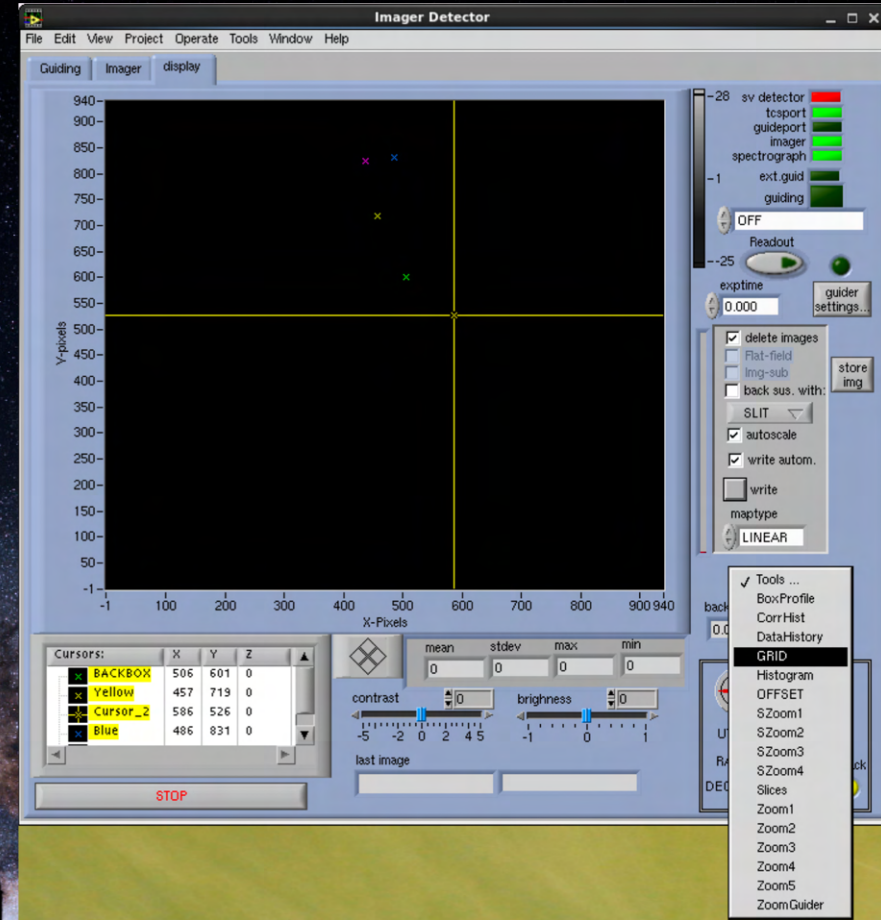 Imager Detector
File Edit View Project Operate Tools Window Help
Guiding Imager display
940
900
850
800
750
700
650
600
550
500
450
400
350
300
250
200
150
100
50
-1
Y-pixels
-1 100 200 300 400 500 600 700 800 900 940
X-Pixels
28
-1
-25
sv detector
tcsport
guideport
imager
spectrograph
ext.guid
guiding
OFF
Readout
exptime
0.000
guider
settings...
delete images
Flat-field
Img-sub
back sus. with:
SLIT
autoscale
write autom.
write
maptype
LINEAR
store
img
Cursors: X Y Z
BACKBOX 506 601 0
Yellow 457 719 0
Cursor_2 586 526 0
Blue 486 831 0
STOP
mean stdev max min
0 0 0 0
contrast 0
-5 -2 0 2 4 5
brighness 0
-1 0 1
last image
back
Tools ...
BoxProfile
CorrHist
DataHistory
GRID
Histogram
OFFSET
SZoom1
SZoom2
SZoom3
SZoom4
Slices
Zoom1
Zoom2
Zoom3
Zoom4
Zoom5
ZoomGuider